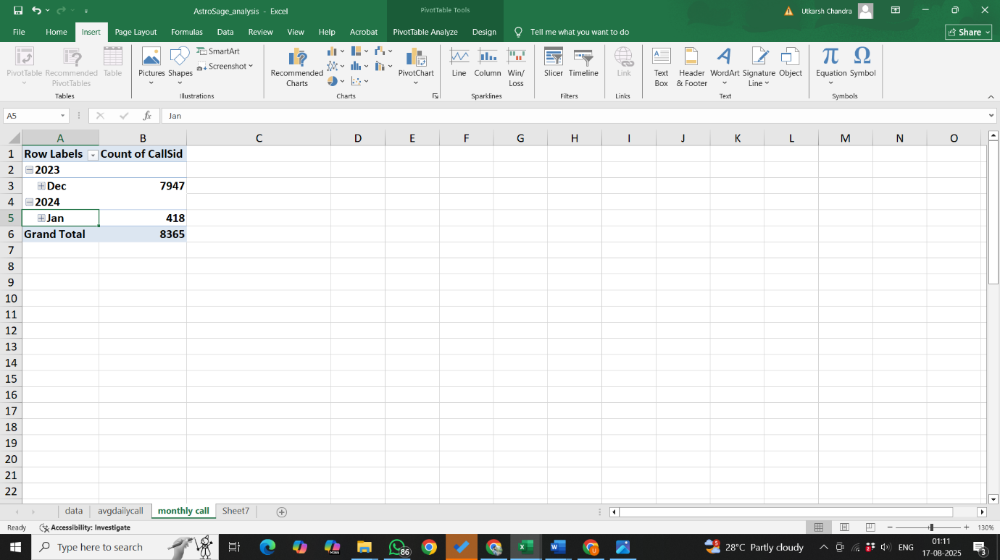 AstroSage_analysis - Excel
PivotTable Tools
Utkarsh Chandra
File Home Insert Page Layout Formulas Data Review View Help Acrobat PivotTable Analyze Design Tell me what you want to do Share
PivotTable
Recommended PivotTables
Table
Tables
Pictures
Shapes
SmartArt
Screenshot
Illustrations
Recommended Charts
PivotChart
Charts
Line
Column
Win/ Loss
Sparklines
Slicer
Timeline
Filters
Link
Links
Text Box
Header & Footer
WordArt
Signature Line
Object
Text
Equation
Symbol
Symbols
A5
fx
Jan
A B C D E F G H I J K L M N O
1 Row Labels Count of CallSid
2 2023
3 Dec 7947
4 2024
5 Jan 418
6 Grand Total 8365
7
8
9
10
11
12
13
14
15
16
17
18
19
20
21
22
data avgdailycall monthly call Sheet7
Ready Accessibility: Investigate 130%
Type here to search
M365
86
5
28°C Partly cloudy
ENG
01:11
17-08-2025
3